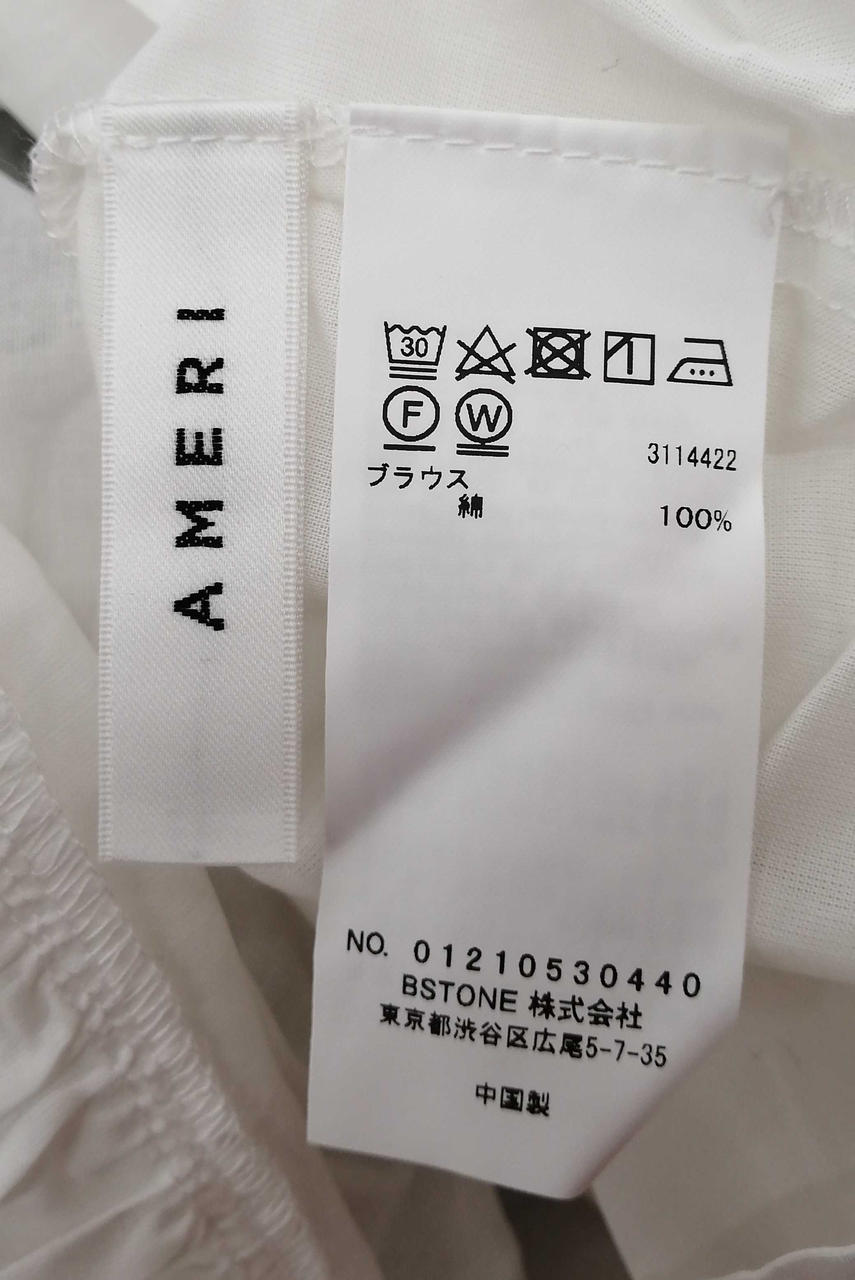 AMERI
30
F W
3114422
ブラウス
綿 100%
NO. 01210530440
BSTONE 株式会社
東京都渋谷区広尾5-7-35
中国製